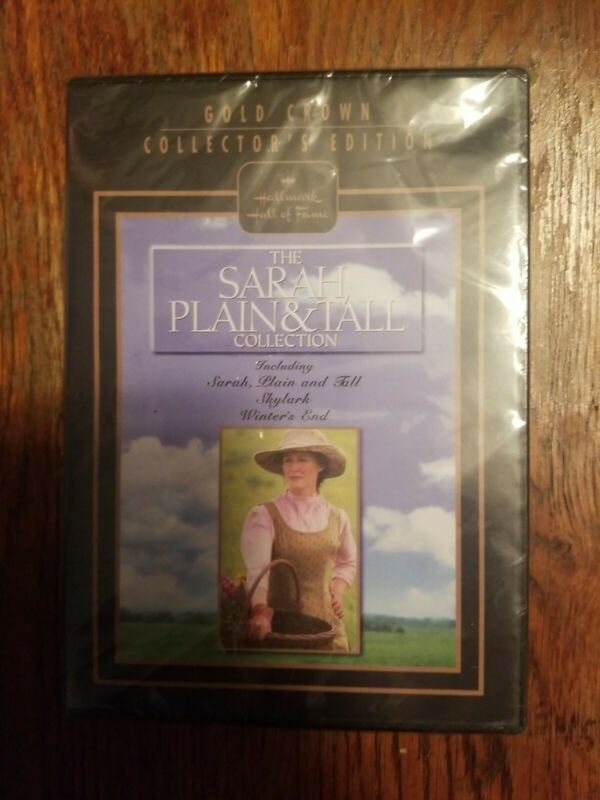 GOLD CROWN
COLLECTOR'S EDITION
Hallmark
Hall of Fame
THE
SARAH,
PLAIN & TALL
COLLECTION
Including
Sarah, Plain and Tall
Skylark
Winter's End